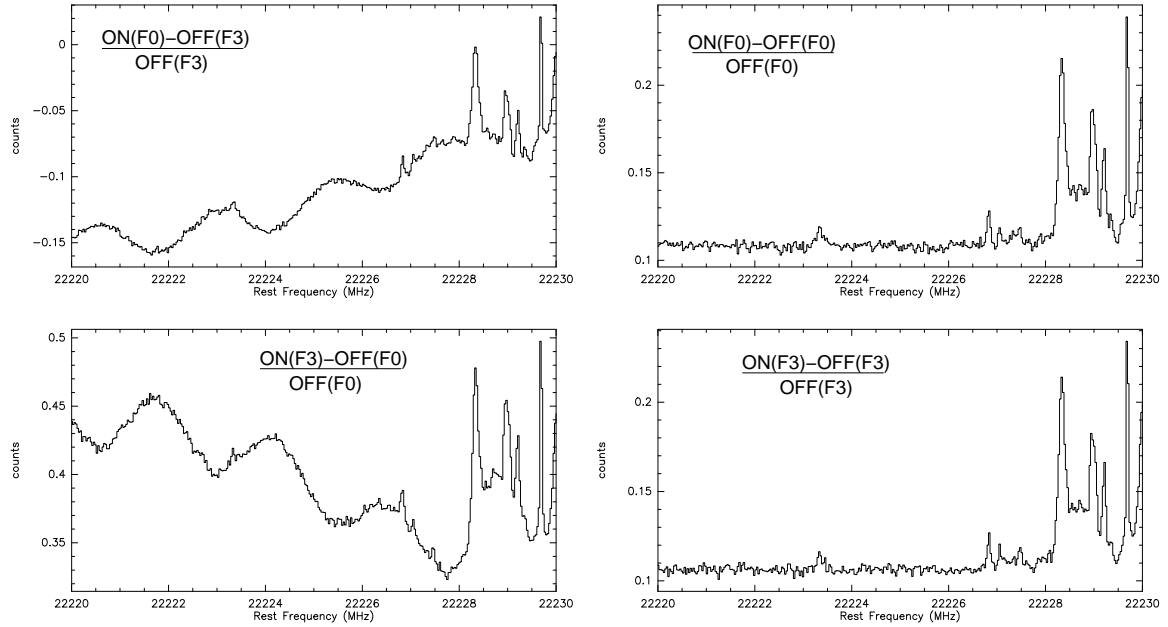 ON(F0)−OFF(F3)
OFF(F3)
counts
0
−0.05
−0.1
−0.15
22220 22222 22224 22226 22228 22230
Rest Frequency (MHz)
ON(F0)−OFF(F0)
OFF(F0)
counts
0.2
0.15
0.1
22220 22222 22224 22226 22228 22230
Rest Frequency (MHz)
ON(F3)−OFF(F0)
OFF(F0)
counts
0.5
0.45
0.4
0.35
22220 22222 22224 22226 22228 22230
Rest Frequency (MHz)
ON(F3)−OFF(F3)
OFF(F3)
counts
0.2
0.15
0.1
22220 22222 22224 22226 22228 22230
Rest Frequency (MHz)